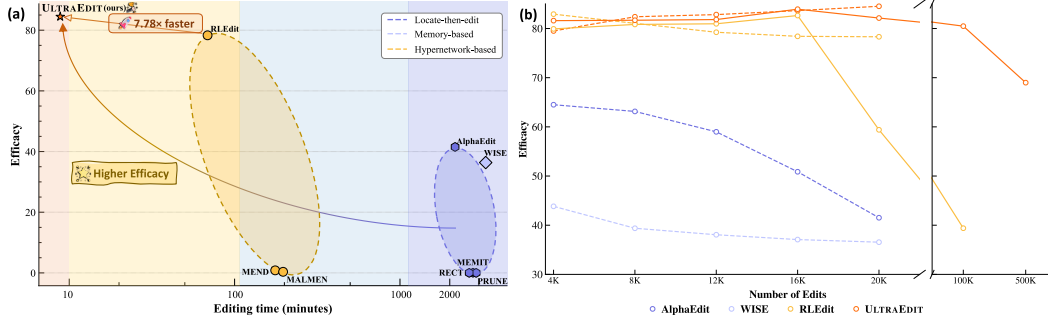 (a)
ULTRAEDIT (ours)
7.78× faster
RLEdit
Locate-then-edit
Memory-based
Hypernetwork-based
80
60
40
20
0
Efficacy
Higher Efficacy
AlphaEdit
WISE
MEND
MALMEN
MEMIT
RECT
PRUNE
10
100
1000
2000
Editing time (minutes)
(b)
80
70
60
50
40
30
Efficacy
4K
8K
12K
16K
20K
100K
500K
Number of Edits
AlphaEdit
WISE
RLEdit
ULTRAEDIT